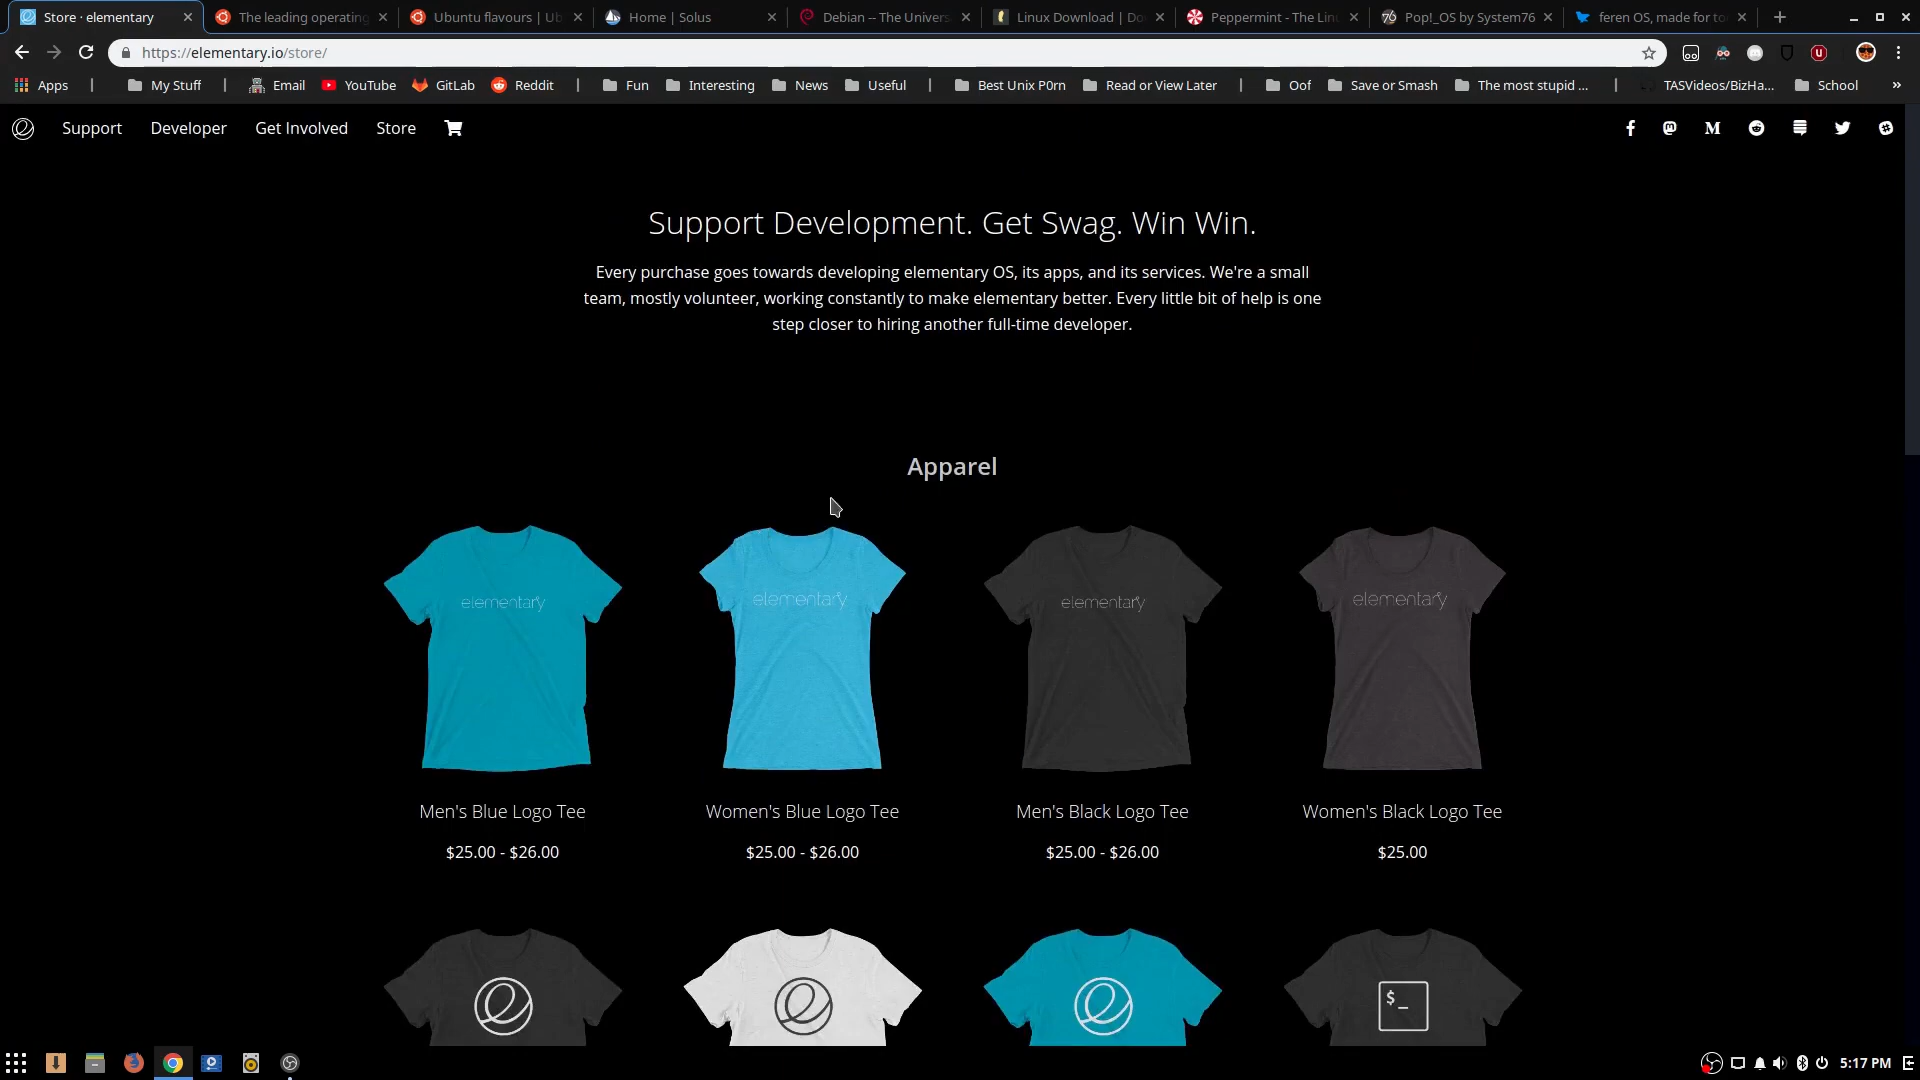 Store · elementary
The leading operating
Ubuntu flavours | Ub
Home | Solus
Debian -- The Univers
Linux Download | Do
Peppermint - The Lin
Pop!_OS by System76
feren OS, made for to
https://elementary.io/store/
Apps | My Stuff | Email YouTube GitLab Reddit | Fun Interesting News Useful | Best Unix P0rn Read or View Later | Oof Save or Smash The most stupid ... | TASVideos/BizHa... School »
Support Developer Get Involved Store
Support Development. Get Swag. Win Win.
Every purchase goes towards developing elementary OS, its apps, and its services. We're a small
team, mostly volunteer, working constantly to make elementary better. Every little bit of help is one
step closer to hiring another full-time developer.
Apparel
elementary
elementary
elementary
elementary
Men's Blue Logo Tee
Women's Blue Logo Tee
Men's Black Logo Tee
Women's Black Logo Tee
$25.00 - $26.00
$25.00 - $26.00
$25.00 - $26.00
$25.00
$_
5:17 PM